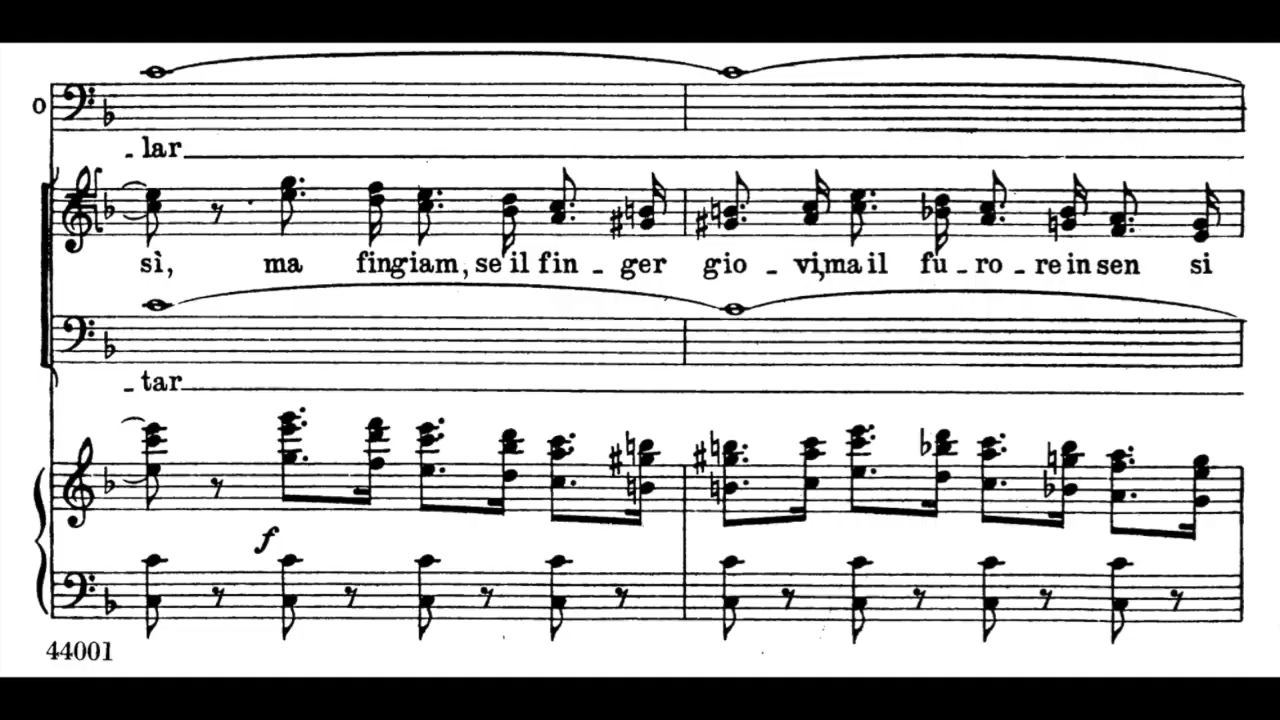 O
- lar
sì, ma fingiam, se il fin - ger gio - vi, ma il fu - ro - re in sen si
- tar
f
44001